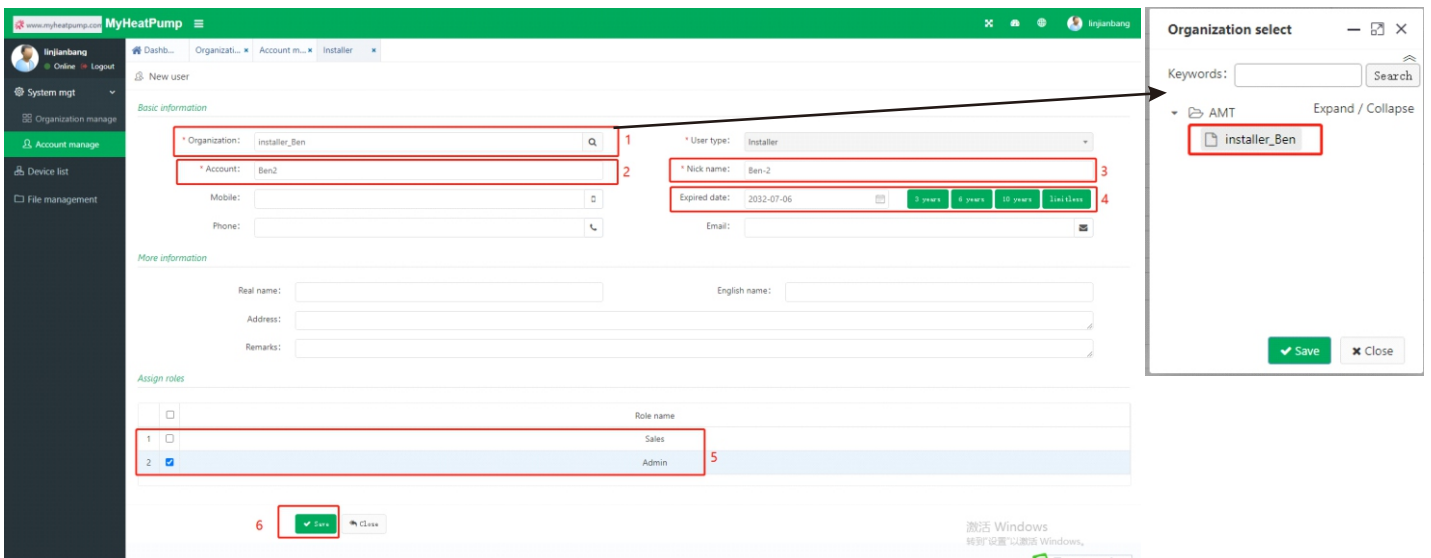 www.myheatpump.com MyHeatPump linjianbang
linjianbang
Online Logout
System mgt
Organization manage
Account manage
Device list
File management
Dashb... Organizati... × Account m... × Installer ×
New user
Basic information
* Organization: installer_Ben 1 * User type: Installer
* Account: Ben2 2 * Nick name: Ben-2 3
Mobile: Expired date: 2032-07-06 3 years 6 years 10 years limitless 4
Phone: Email:
More information
Real name: English name:
Address:
Remarks:
Assign roles
Role name
1 Sales
2 Admin
5
6 Save Close
激活 Windows
转到"设置"以激活 Windows。
Organization select
Keywords: Search
AMT Expand / Collapse
installer_Ben
Save Close